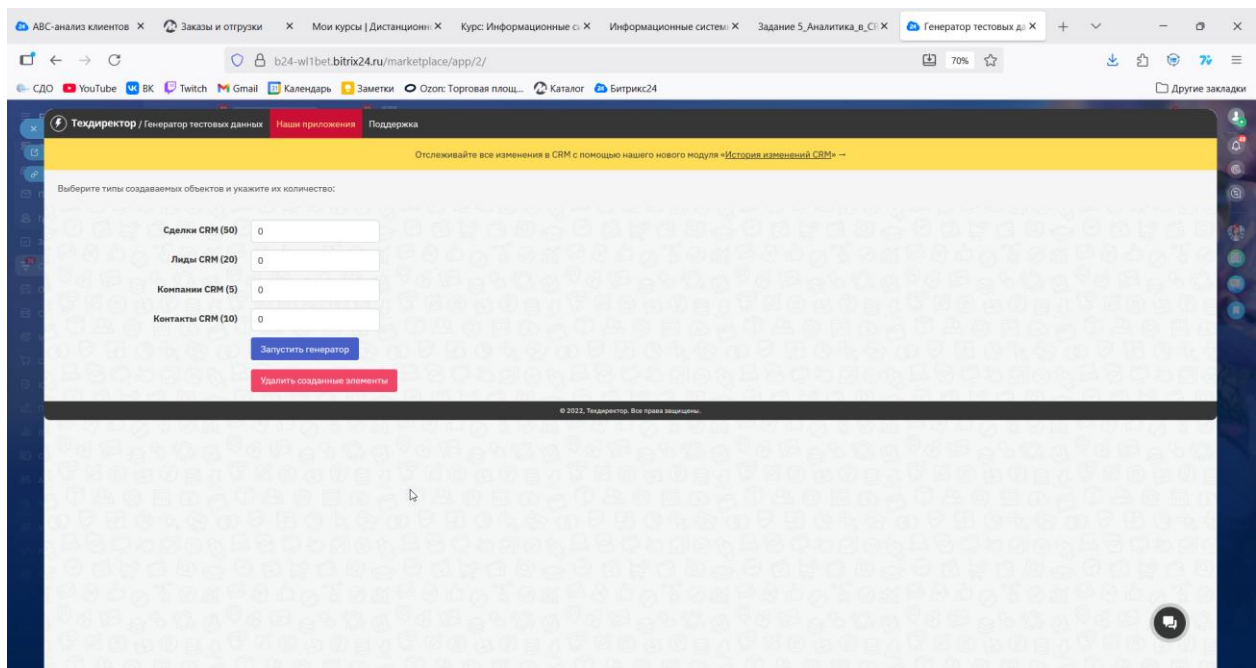 АВС-анализ клиентов
Заказы и отгрузки
Мои курсы | Дистанционн
Курс: Информационные с
Информационные систем
Задание 5_Аналитика_в_CR
Генератор тестовых да
b24-wl1bet.bitrix24.ru/marketplace/app/2/
70%
СДО YouTube ВК Twitch Gmail Календарь Заметки Ozon: Торговая площ... Каталог Битрикс24
Другие закладки
Техдиректор / Генератор тестовых данных Наши приложения Поддержка
Отслеживайте все изменения в CRM с помощью нашего нового модуля «История изменений CRM» →
Выберите типы создаваемых объектов и укажите их количество:
Сделки CRM (50) 0
Лиды CRM (20) 0
Компании CRM (5) 0
Контакты CRM (10) 0
Запустить генератор
Удалить созданные элементы
© 2022, Техдиректор. Все права защищены.